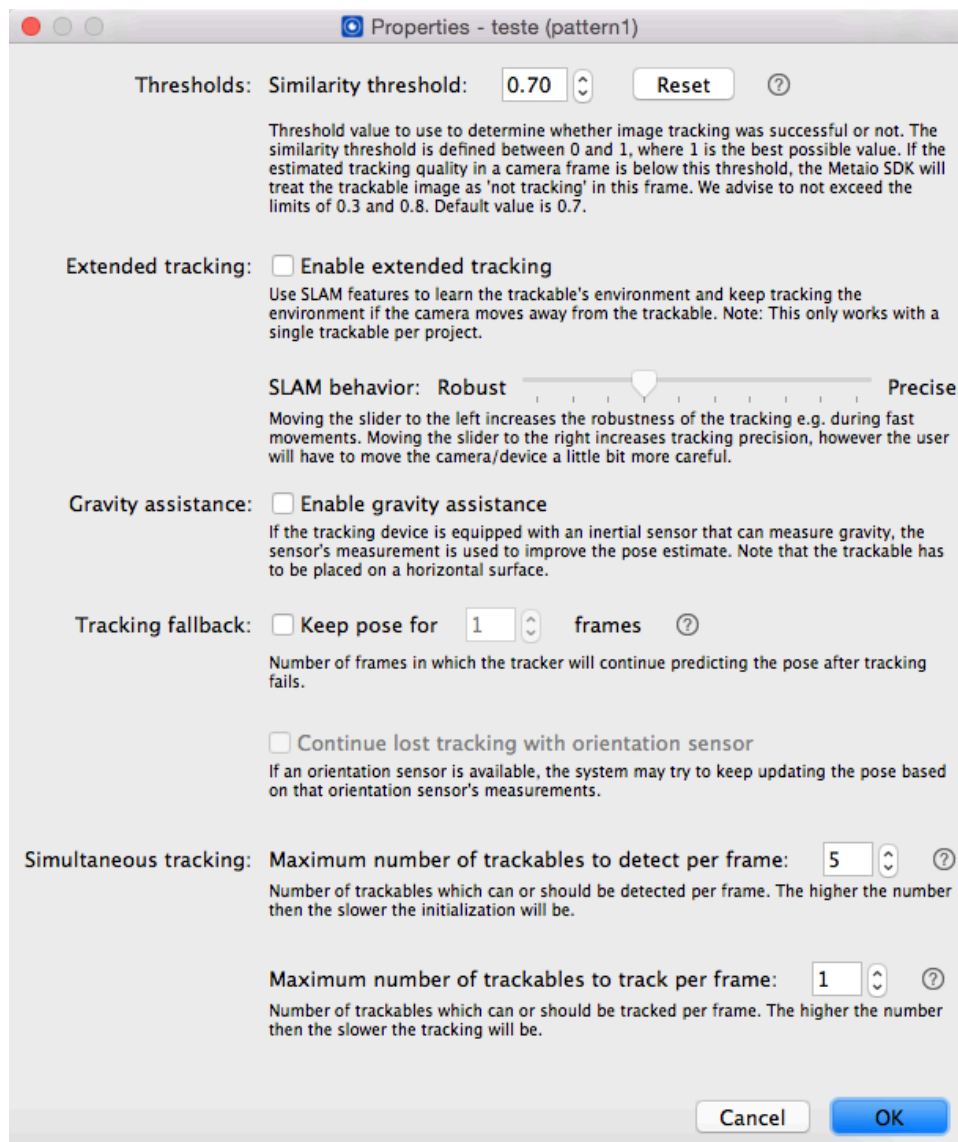 Properties - teste (pattern1)
Thresholds: Similarity threshold: 0.70 Reset ?
Threshold value to use to determine whether image tracking was successful or not. The
similarity threshold is defined between 0 and 1, where 1 is the best possible value. If the
estimated tracking quality in a camera frame is below this threshold, the Metaio SDK will
treat the trackable image as 'not tracking' in this frame. We advise to not exceed the
limits of 0.3 and 0.8. Default value is 0.7.
Extended tracking: Enable extended tracking
Use SLAM features to learn the trackable's environment and keep tracking the
environment if the camera moves away from the trackable. Note: This only works with a
single trackable per project.
SLAM behavior: Robust Precise
Moving the slider to the left increases the robustness of the tracking e.g. during fast
movements. Moving the slider to the right increases tracking precision, however the user
will have to move the camera/device a little bit more careful.
Gravity assistance: Enable gravity assistance
If the tracking device is equipped with an inertial sensor that can measure gravity, the
sensor's measurement is used to improve the pose estimate. Note that the trackable has
to be placed on a horizontal surface.
Tracking fallback: Keep pose for 1 frames ?
Number of frames in which the tracker will continue predicting the pose after tracking
fails.
Continue lost tracking with orientation sensor
If an orientation sensor is available, the system may try to keep updating the pose based
on that orientation sensor's measurements.
Simultaneous tracking: Maximum number of trackables to detect per frame: 5 ?
Number of trackables which can or should be detected per frame. The higher the number
then the slower the initialization will be.
Maximum number of trackables to track per frame: 1 ?
Number of trackables which can or should be tracked per frame. The higher the number
then the slower the tracking will be.
Cancel OK